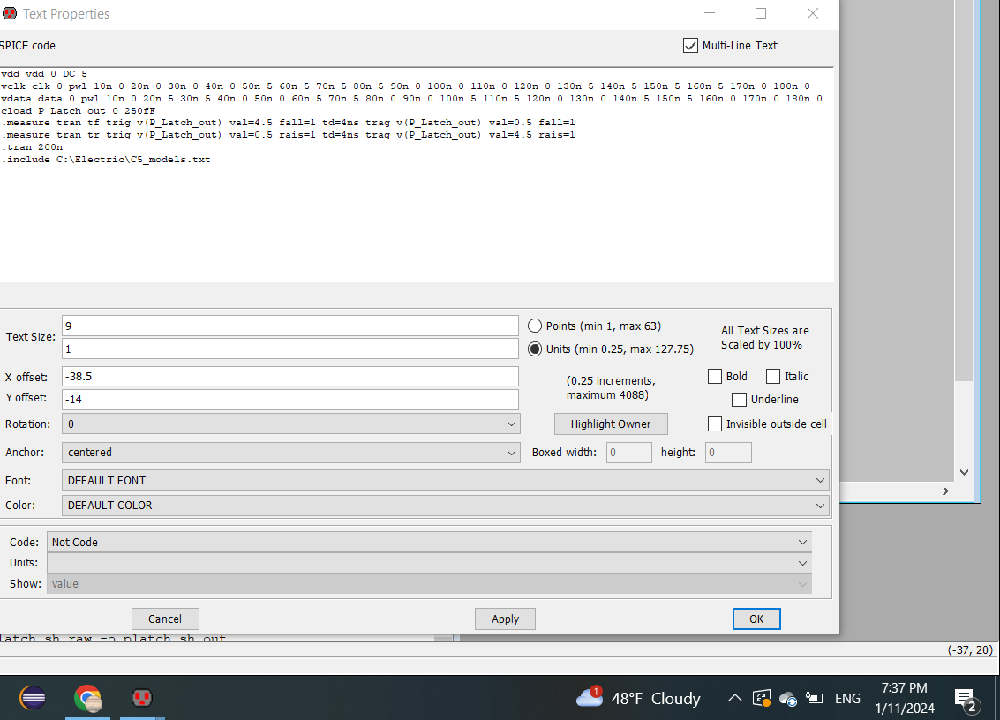 Text Properties
SPICE code
Multi-Line Text
vdd vdd 0 DC 5
vclk clk 0 pwl 10n 0 20n 0 30n 0 40n 0 50n 5 60n 5 70n 5 80n 5 90n 0 100n 0 110n 0 120n 0 130n 5 140n 5 150n 5 160n 5 170n 0 180n 0
vdata data 0 pwl 10n 0 20n 5 30n 5 40n 0 50n 0 60n 5 70n 5 80n 0 90n 0 100n 5 110n 5 120n 0 130n 0 140n 5 150n 5 160n 0 170n 0 180n 0
cload P_Latch_out 0 250fF
.measure tran tf trig v(P_Latch_out) val=4.5 fall=1 td=4ns trag v(P_Latch_out) val=0.5 fall=1
.measure tran tr trig v(P_Latch_out) val=0.5 rais=1 td=4ns trag v(P_Latch_out) val=4.5 rais=1
.tran 200n
.include C:\Electric\C5_models.txt
Text Size:
9
Points (min 1, max 63)
1
Units (min 0.25, max 127.75)
All Text Sizes are
Scaled by 100%
X offset:
-38.5
Y offset:
-14
(0.25 increments,
maximum 4088)
Bold
Italic
Underline
Rotation:
0
Highlight Owner
Invisible outside cell
Anchor:
centered
Boxed width:
0
height:
0
Font:
DEFAULT FONT
Color:
DEFAULT COLOR
Code:
Not Code
Units:
Show:
value
Cancel
Apply
OK
latch_sh.raw -o platch_sh.out
(-37, 20)
1
48°F Cloudy
ENG
7:37 PM
1/11/2024
2